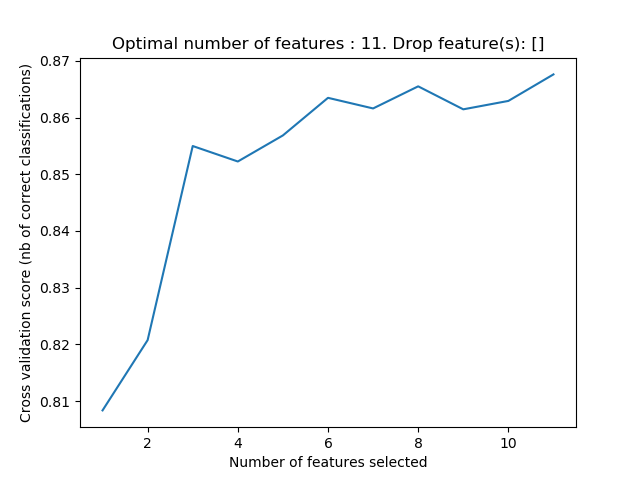 Optimal number of features : 11. Drop feature(s): []
Cross validation score (nb of correct classifications)
0.87
0.86
0.85
0.84
0.83
0.82
0.81
2 4 6 8 10
Number of features selected